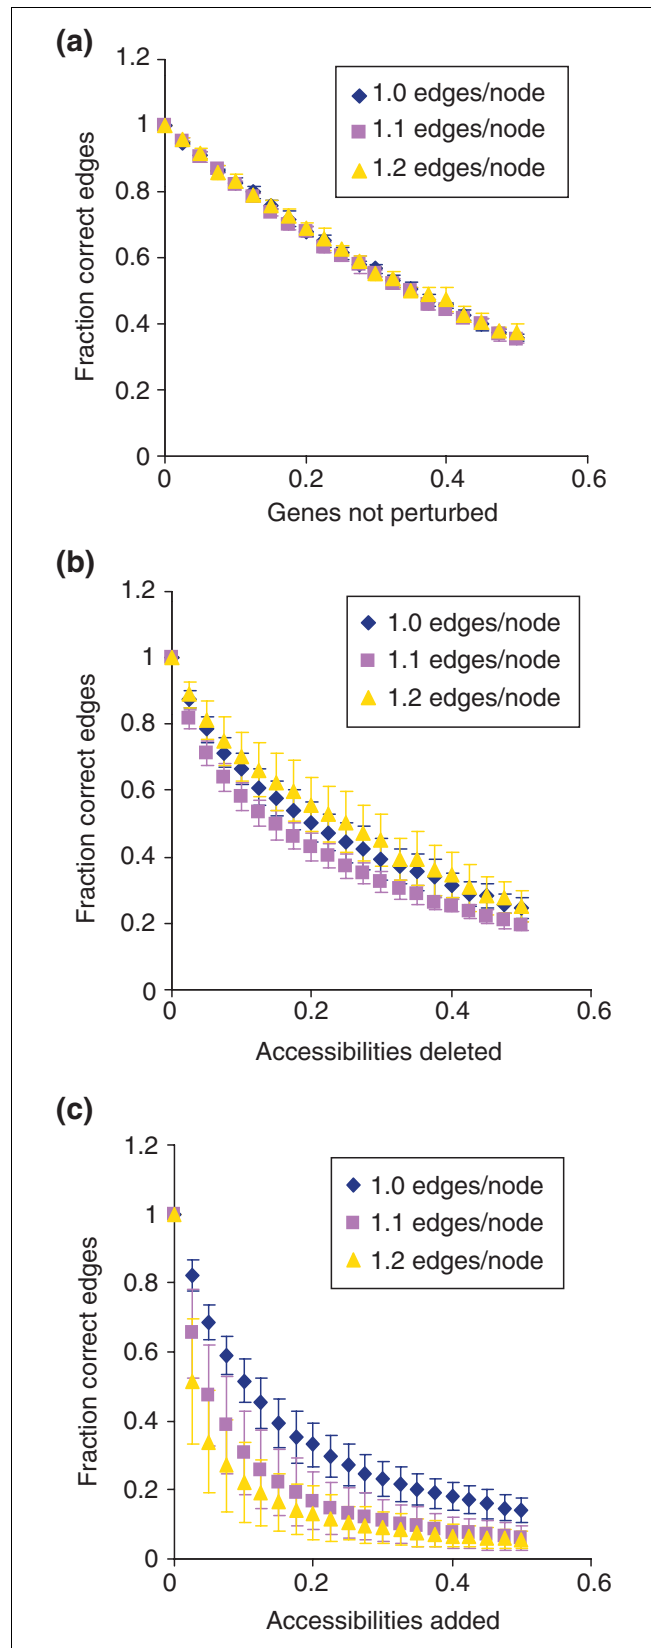 (a)
1.2
1
0.8
0.6
0.4
0.2
0
Fraction correct edges
1.0 edges/node
1.1 edges/node
1.2 edges/node
0 0.2 0.4 0.6
Genes not perturbed
(b)
1.2
1
0.8
0.6
0.4
0.2
0
Fraction correct edges
1.0 edges/node
1.1 edges/node
1.2 edges/node
0 0.2 0.4 0.6
Accessibilities deleted
(c)
1.2
1
0.8
0.6
0.4
0.2
0
Fraction correct edges
1.0 edges/node
1.1 edges/node
1.2 edges/node
0 0.2 0.4 0.6
Accessibilities added